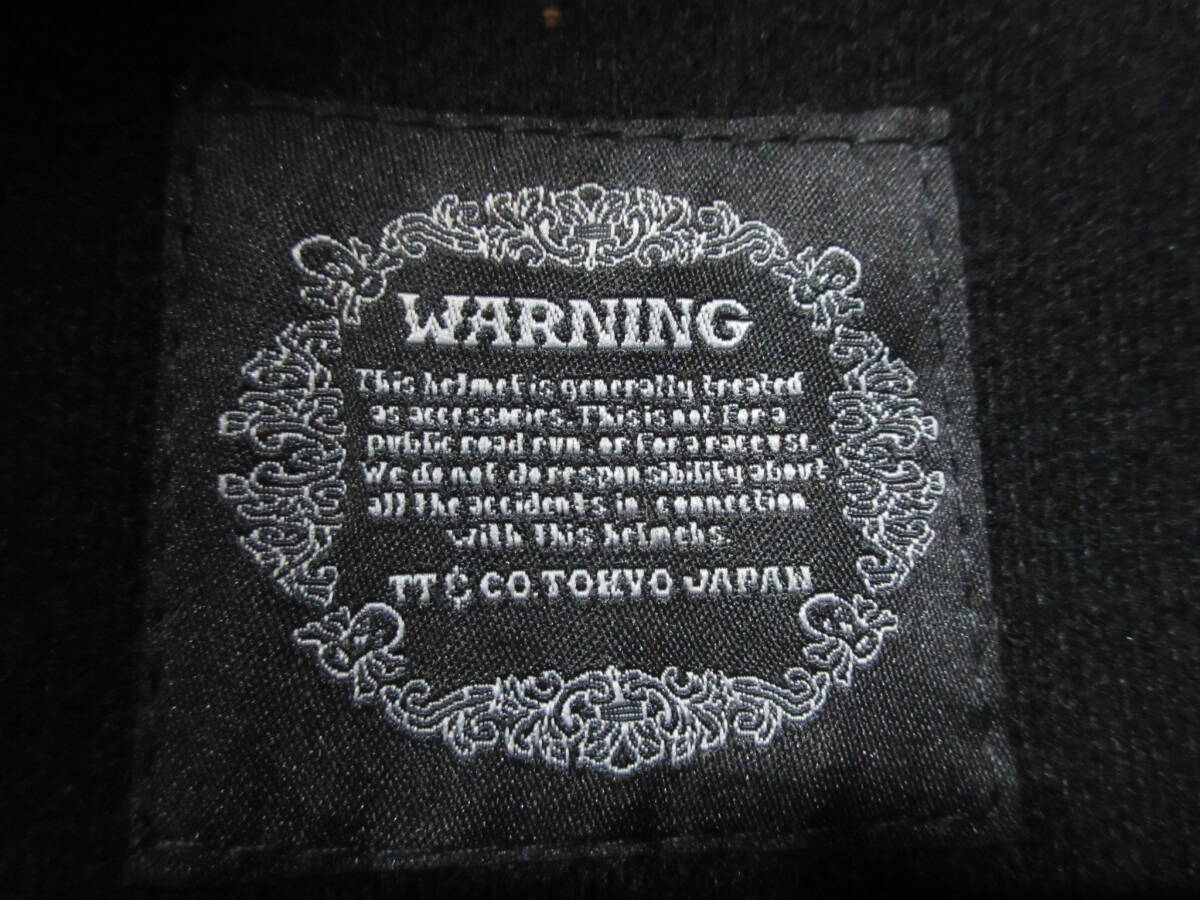 WARNING
This helmet is generally treated
as accessories. This is not for a
public road run, or for a race use.
We do not do responsibility about
all the accidents in connection
with this helmets.
TT & CO. TOKYO JAPAN